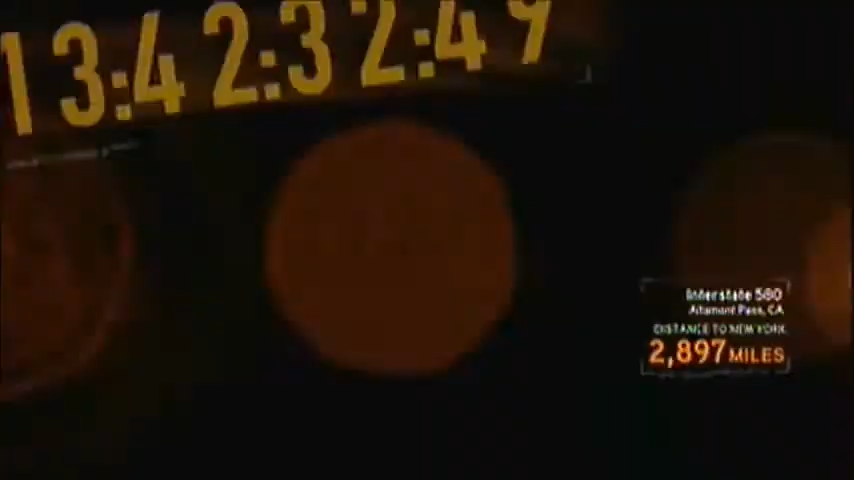 13:42:32:49
Interstate 580
Altamont Pass, CA
DISTANCE TO NEW YORK
2,897 MILES